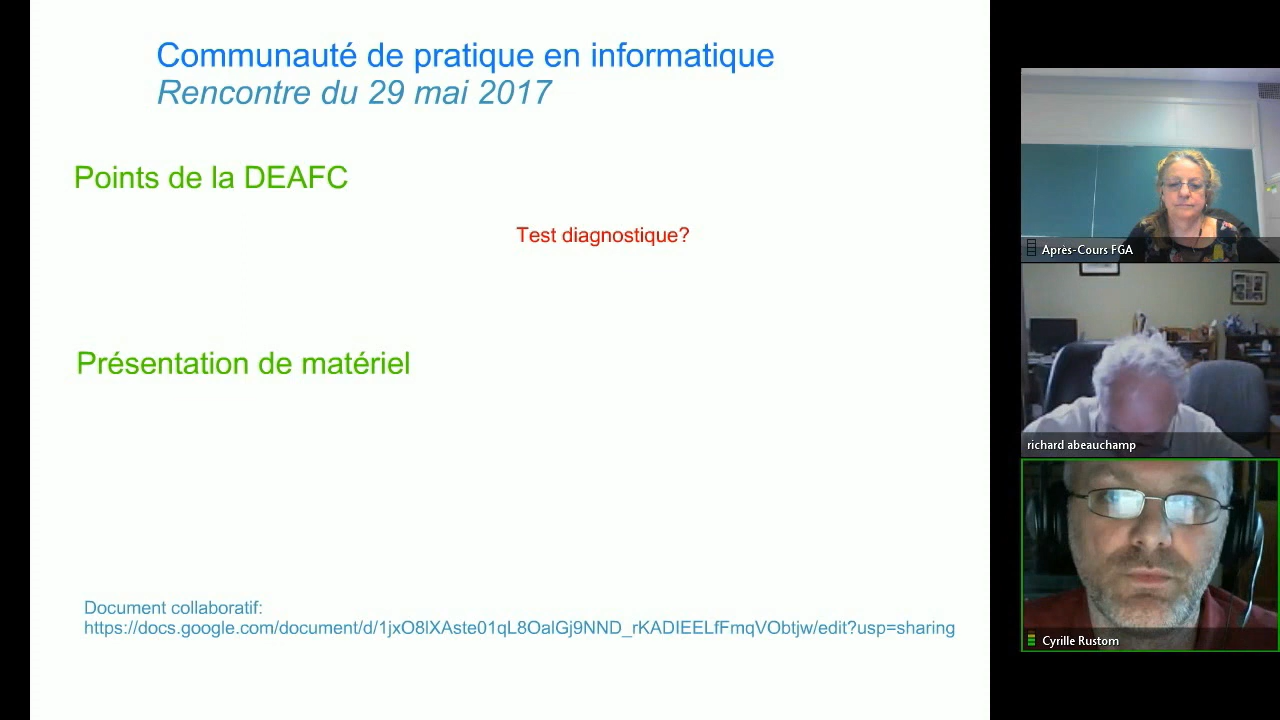 Communauté de pratique en informatique
Rencontre du 29 mai 2017
Points de la DEAFC
Test diagnostique?
Présentation de matériel
Document collaboratif:
https://docs.google.com/document/d/1jxO8lXAste01qL8OalGj9NND_rKADIEELfFmqVObtjw/edit?usp=sharing
Après-Cours FGA
richard abeauchamp
Cyrille Rustom